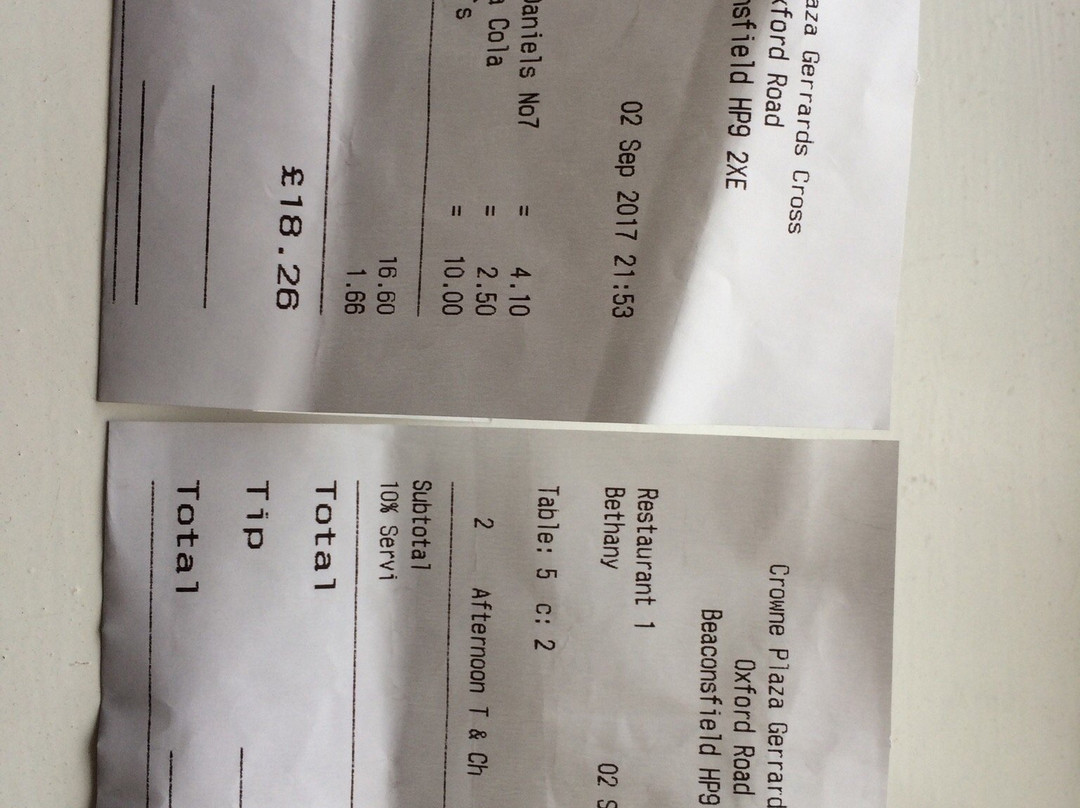 aza Gerrards Cross
xford Road
nsfield HP9 2XE
02 Sep 2017 21:53
Daniels No7 = 4.10
a Cola = 2.50
's = 10.00
16.60
1.66
£18.26
Crowne Plaza Gerrard
Oxford Road
Beaconsfield HP9
Restaurant 1
Bethany 02 S
Table: 5 C: 2
2 Afternoon T & Ch
Subtotal
10% Servi
Total
Tip
Total